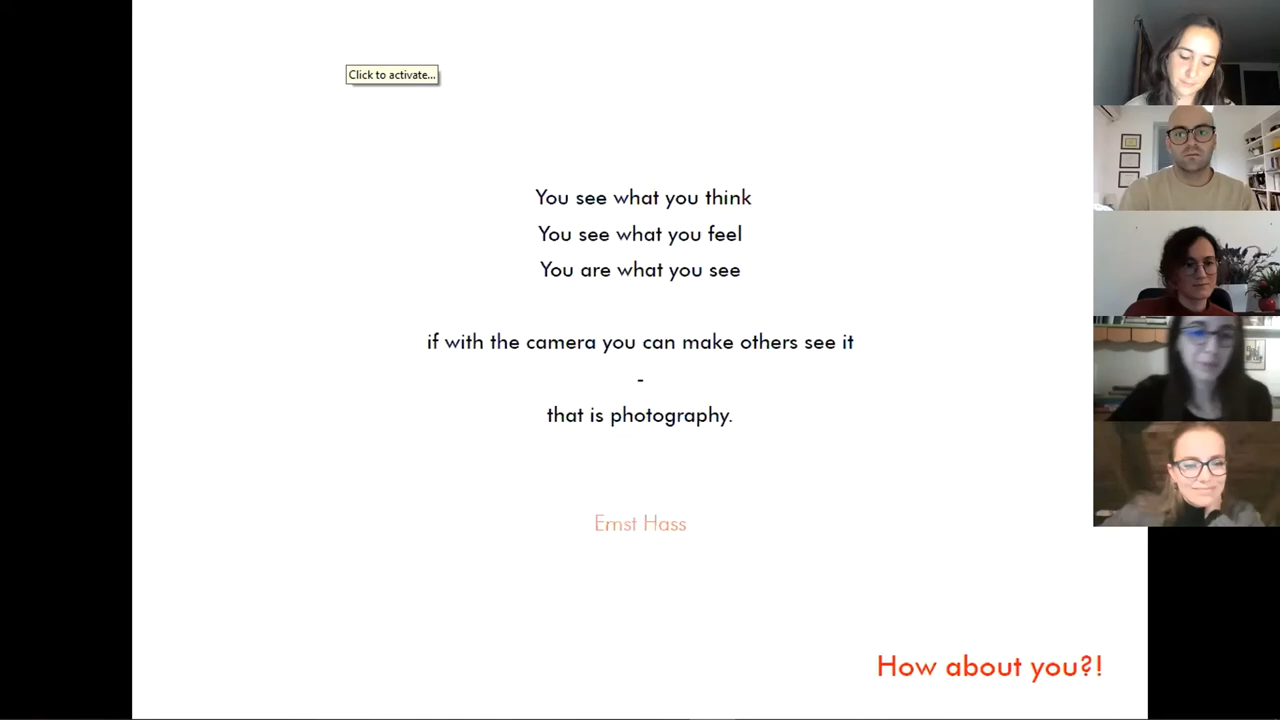 Click to activate...
You see what you think
You see what you feel
You are what you see
if with the camera you can make others see it
-
that is photography.
Ernst Hass
How about you?!